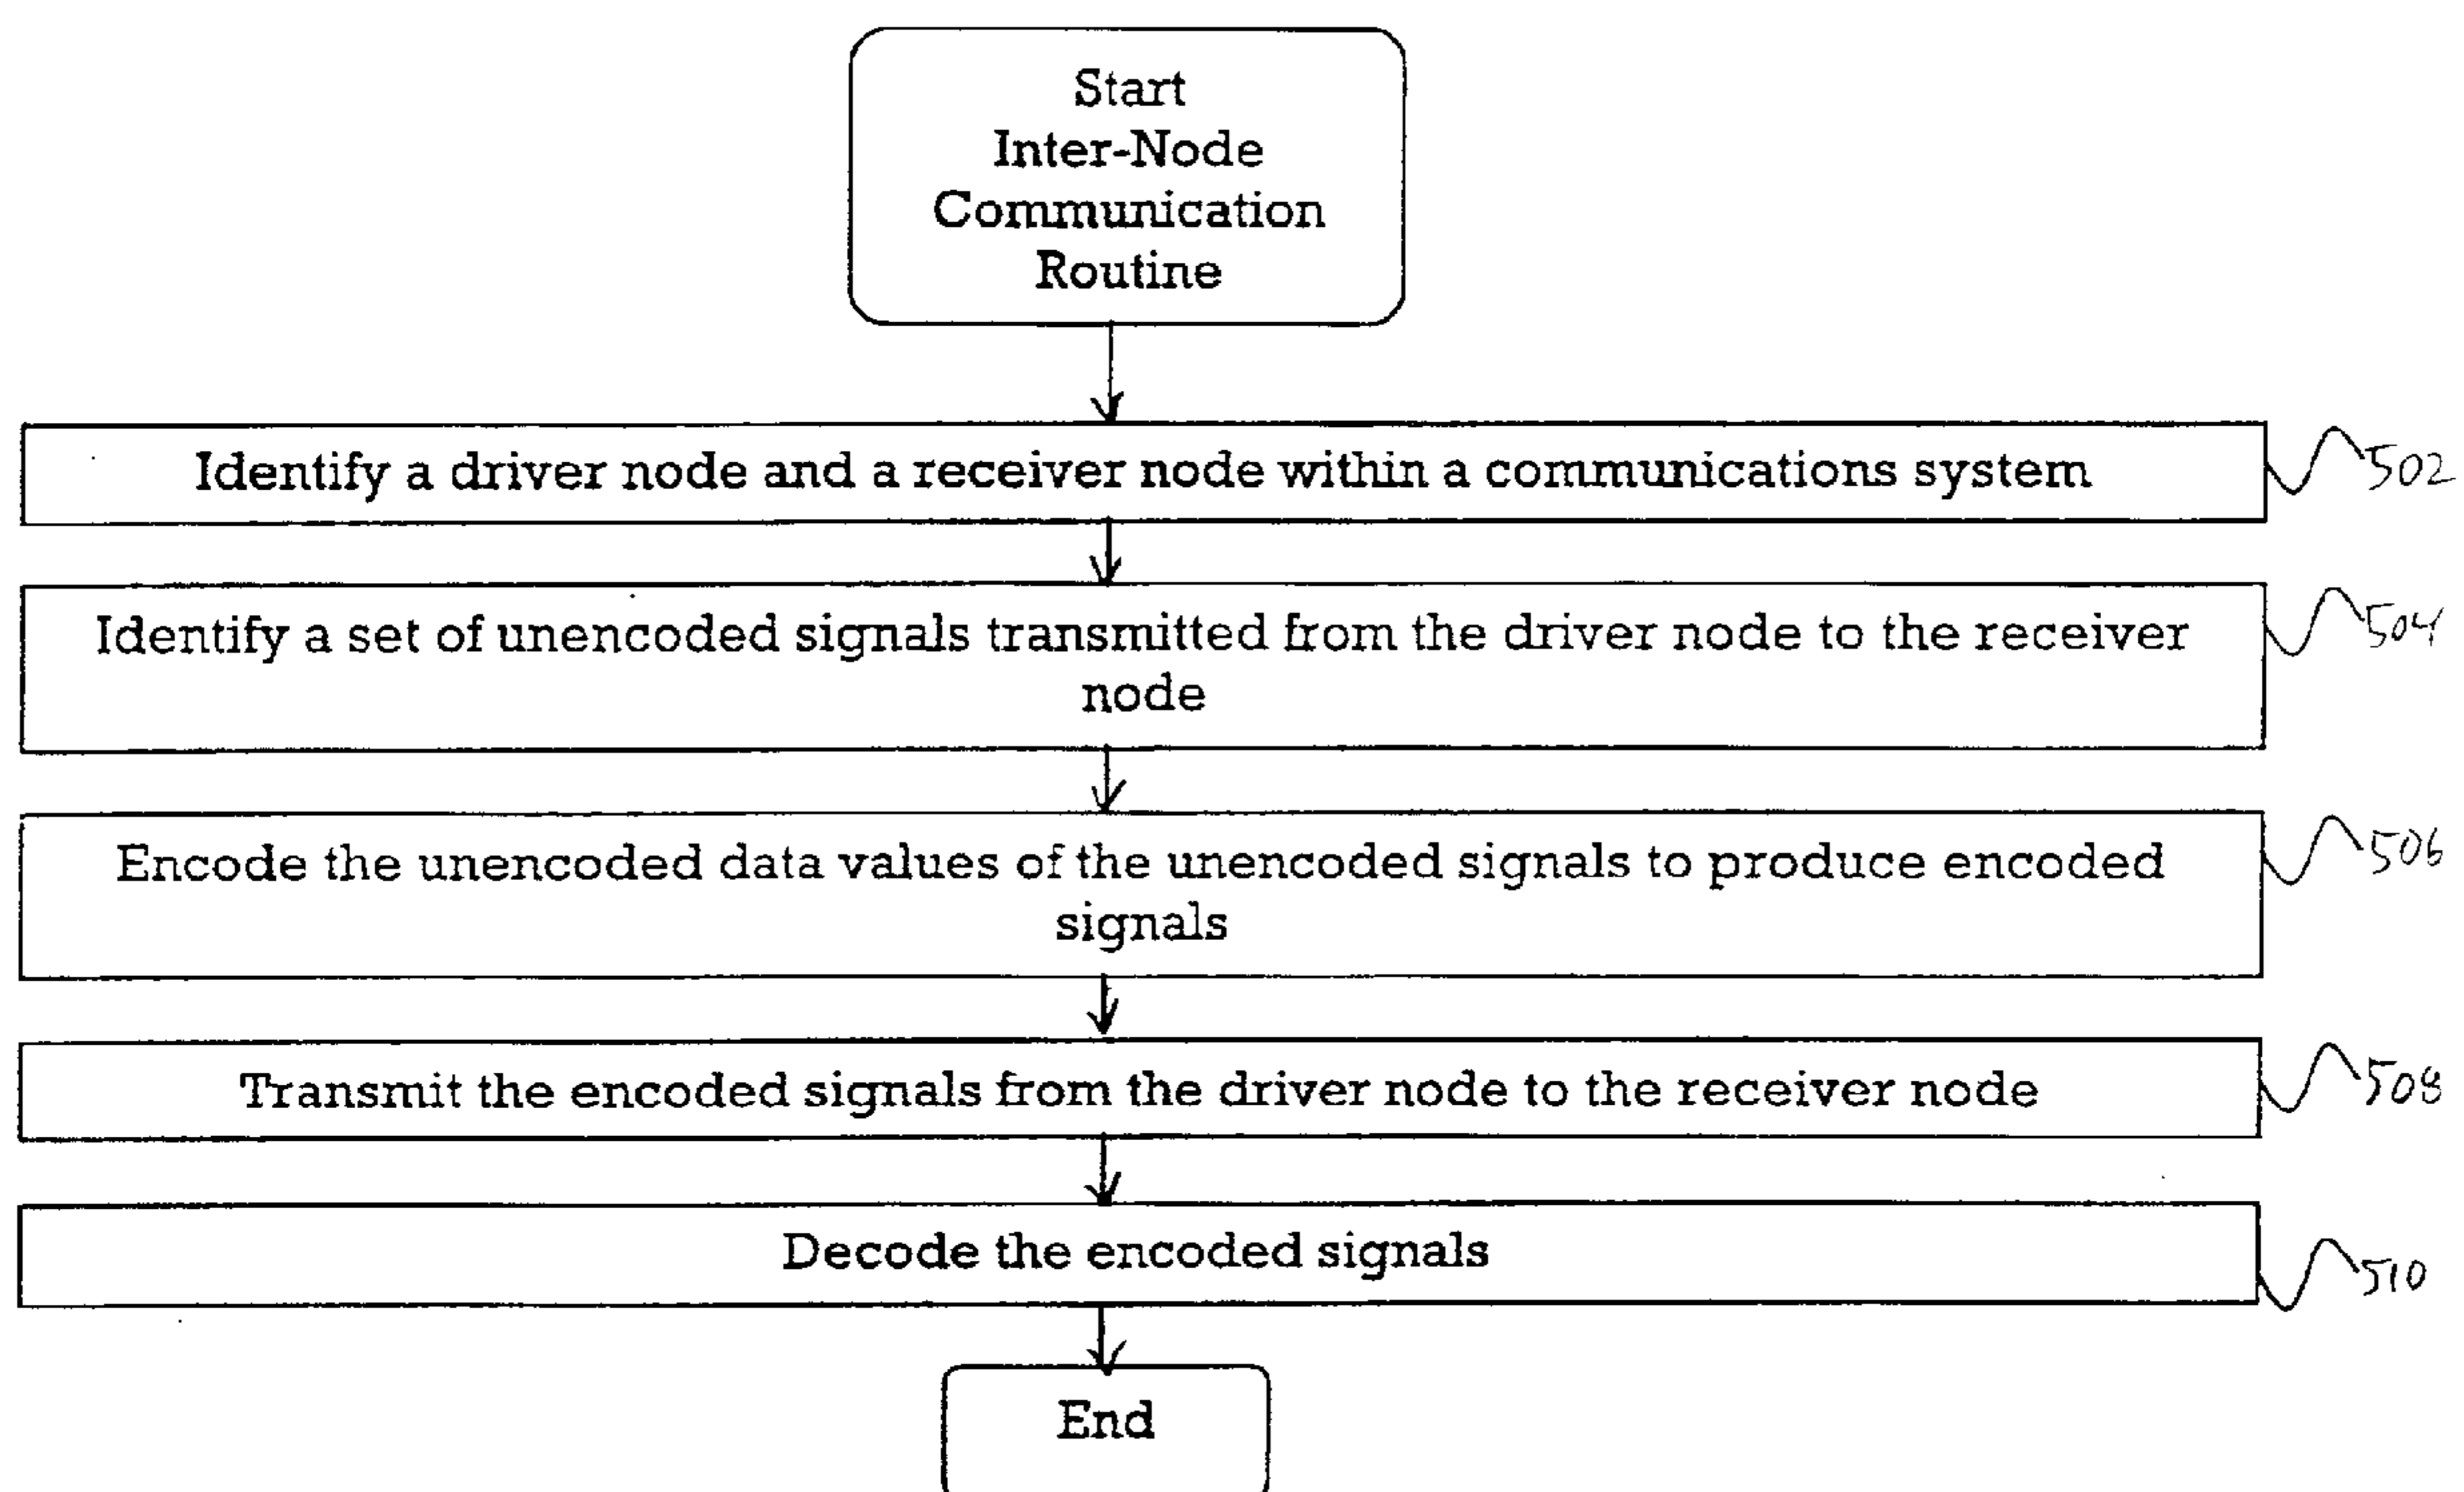 Start
Inter-Node
Communication
Routine
Identify a driver node and a receiver node within a communications system
502
Identify a set of unencoded signals transmitted from the driver node to the receiver
node
504
Encode the unencoded data values of the unencoded signals to produce encoded
signals
506
Transmit the encoded signals from the driver node to the receiver node
508
Decode the encoded signals
510
End